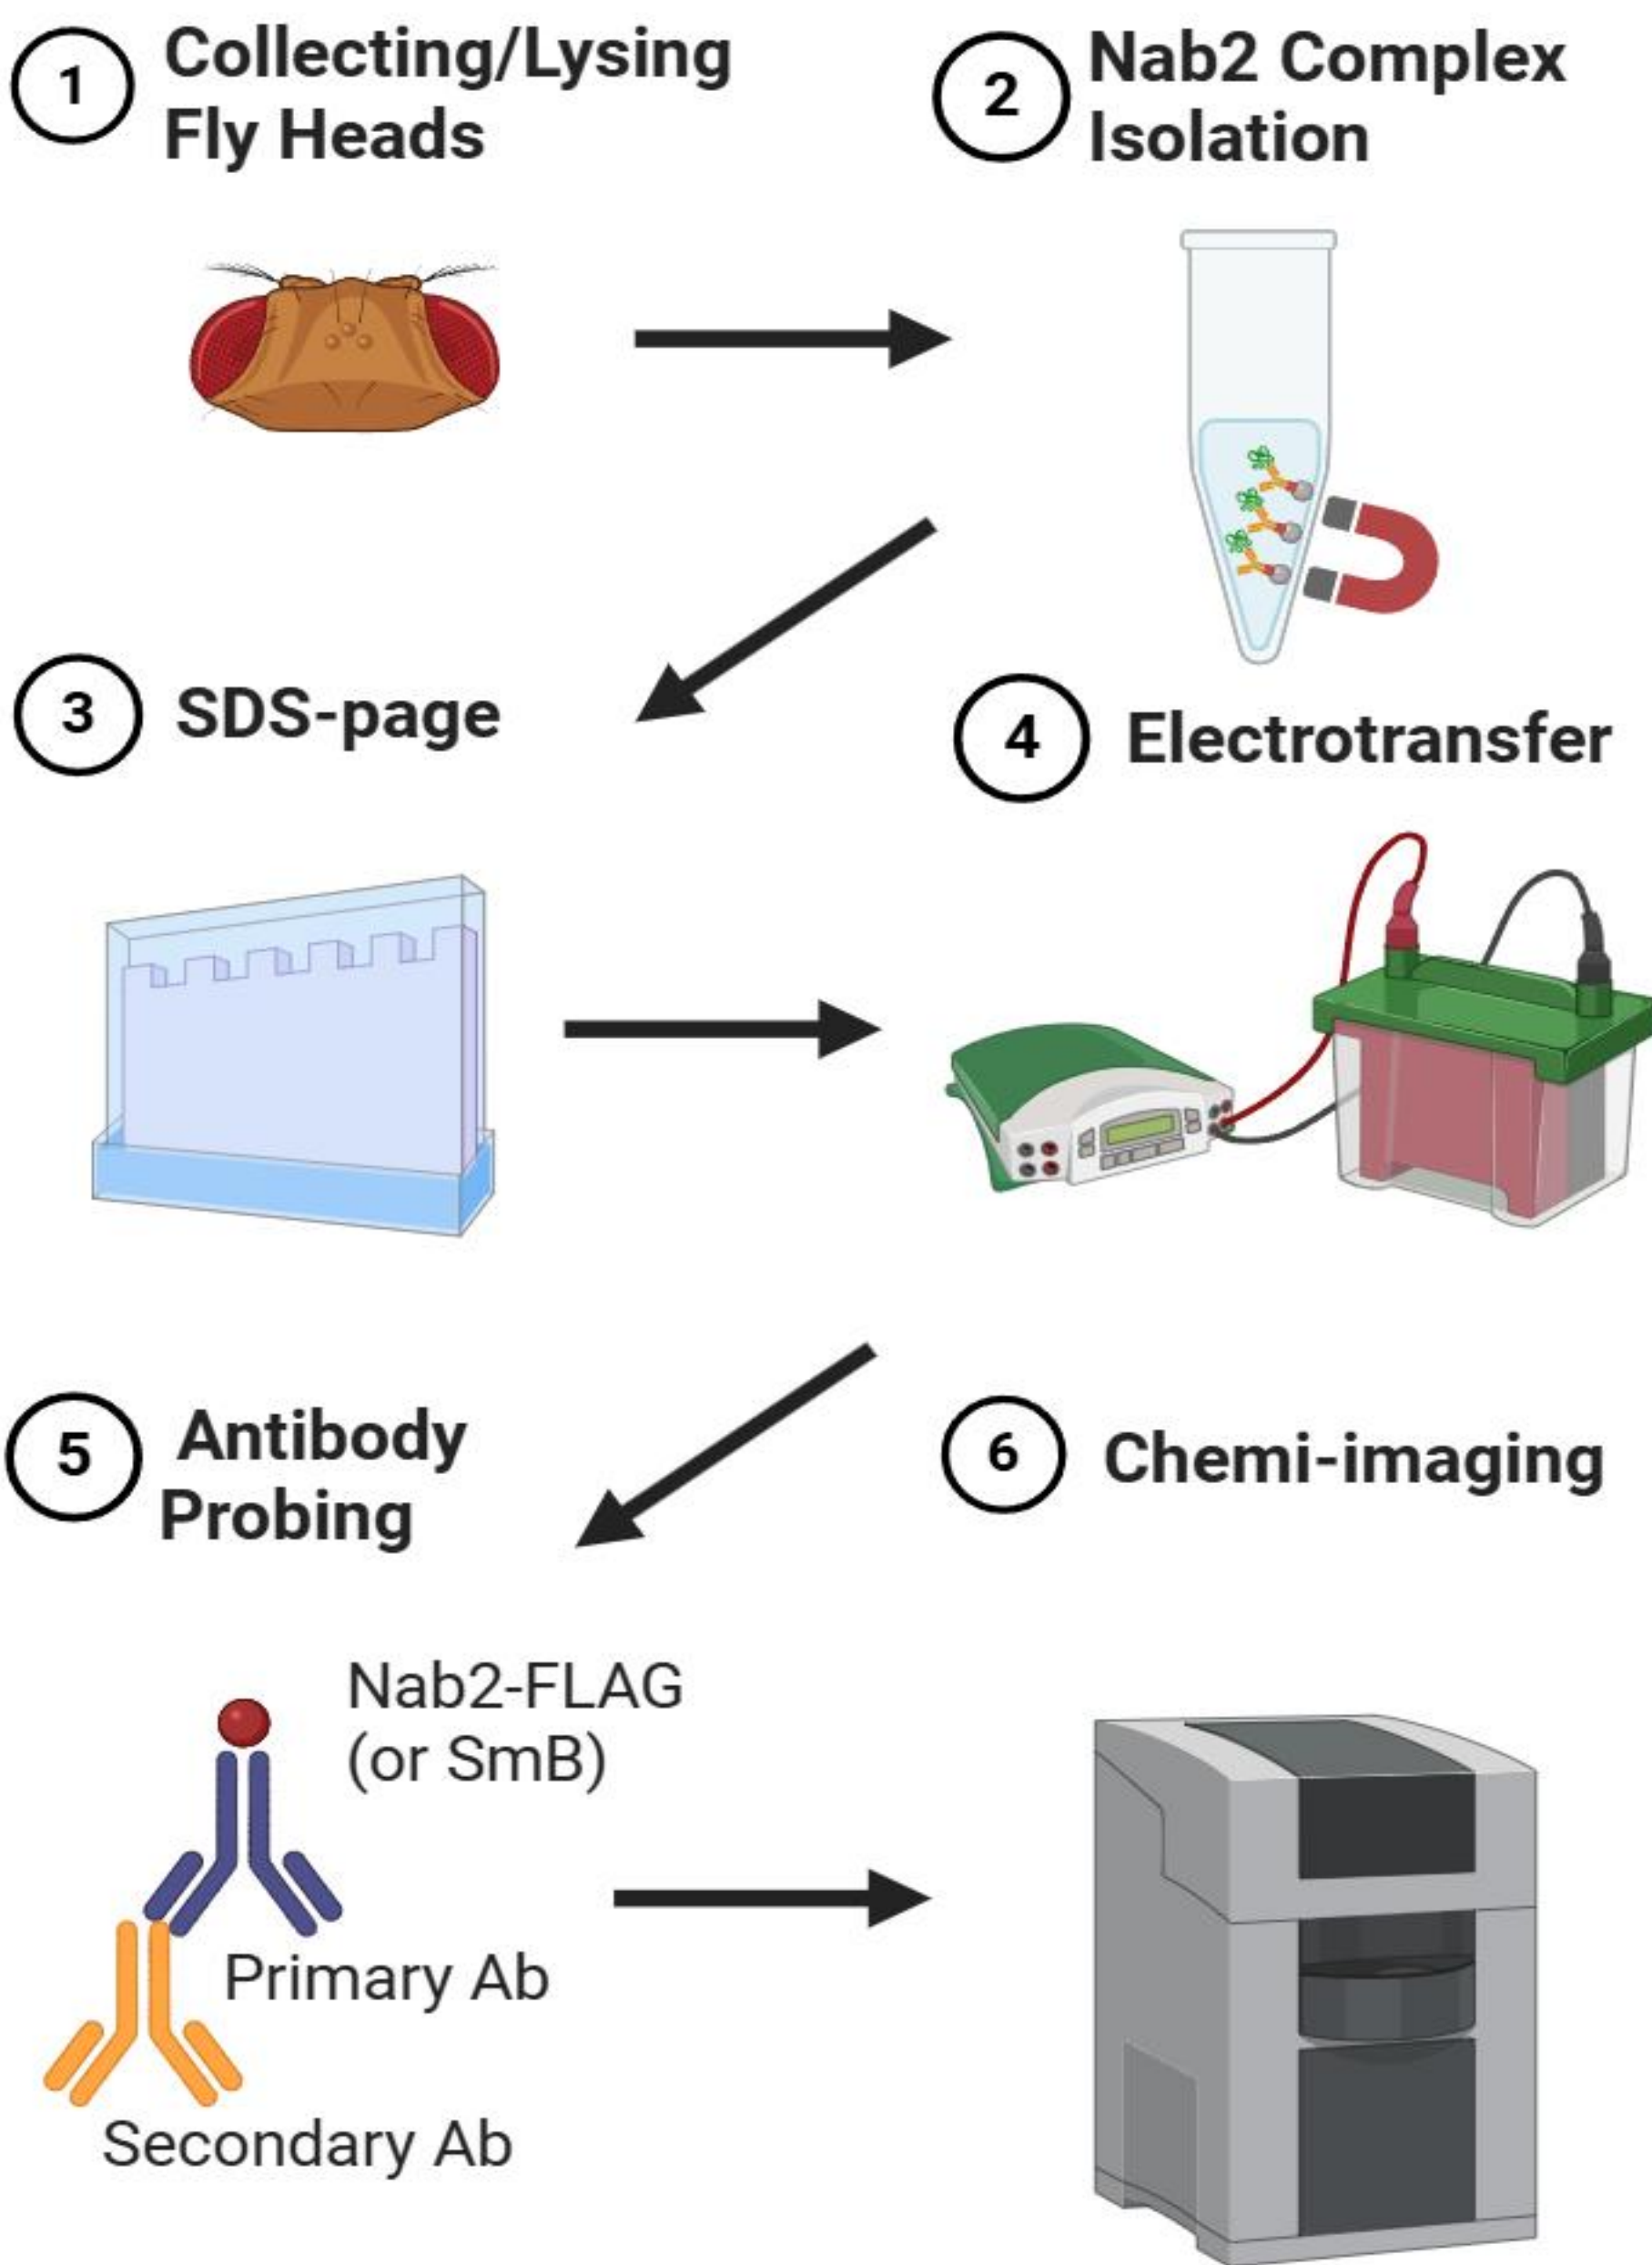 1
Collecting/Lysing
Fly Heads
2
Nab2 Complex
Isolation
3
SDS-page
4
Electrotransfer
5
Antibody
Probing
Nab2-FLAG
(or SmB)
Primary Ab
Secondary Ab
6
Chemi-imaging